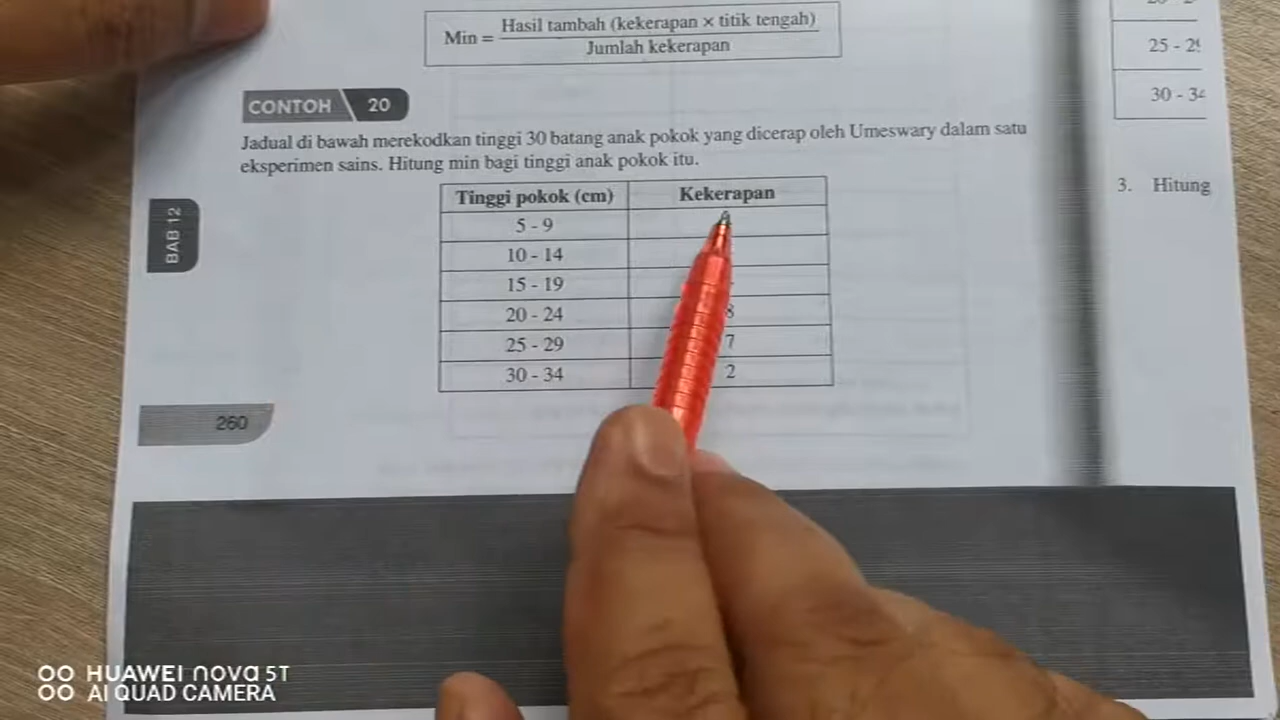 Min = Hasil tambah (kekerapan × titik tengah)
Jumlah kekerapan
25 - 2
30 - 3
CONTOH 20
Jadual di bawah merekodkan tinggi 30 batang anak pokok yang dicerap oleh Umeswary dalam satu
eksperimen sains. Hitung min bagi tinggi anak pokok itu.
3. Hitung
Tinggi pokok (cm) Kekerapan
5 - 9
10 - 14
15 - 19
20 - 24 8
25 - 29 7
30 - 34 2
BAB 12
260
HUAWEI nova 5T
AI QUAD CAMERA